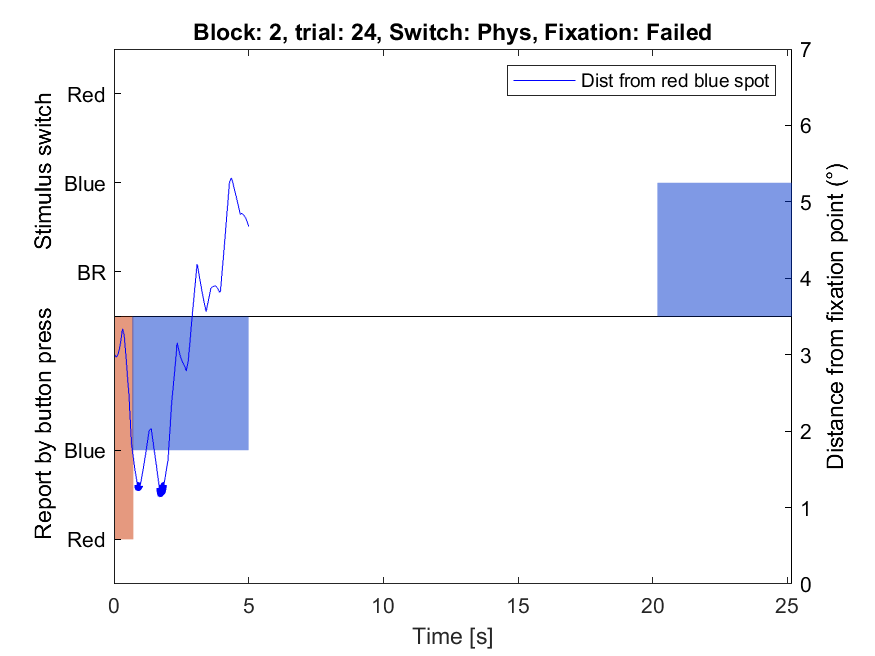 Block: 2, trial: 24, Switch: Phys, Fixation: Failed
Dist from red blue spot
Stimulus switch
Red
Blue
BR
Report by button press
Blue
Red
7
6
5
4
3
2
1
0
Distance from fixation point (°)
0 5 10 15 20 25
Time [s]